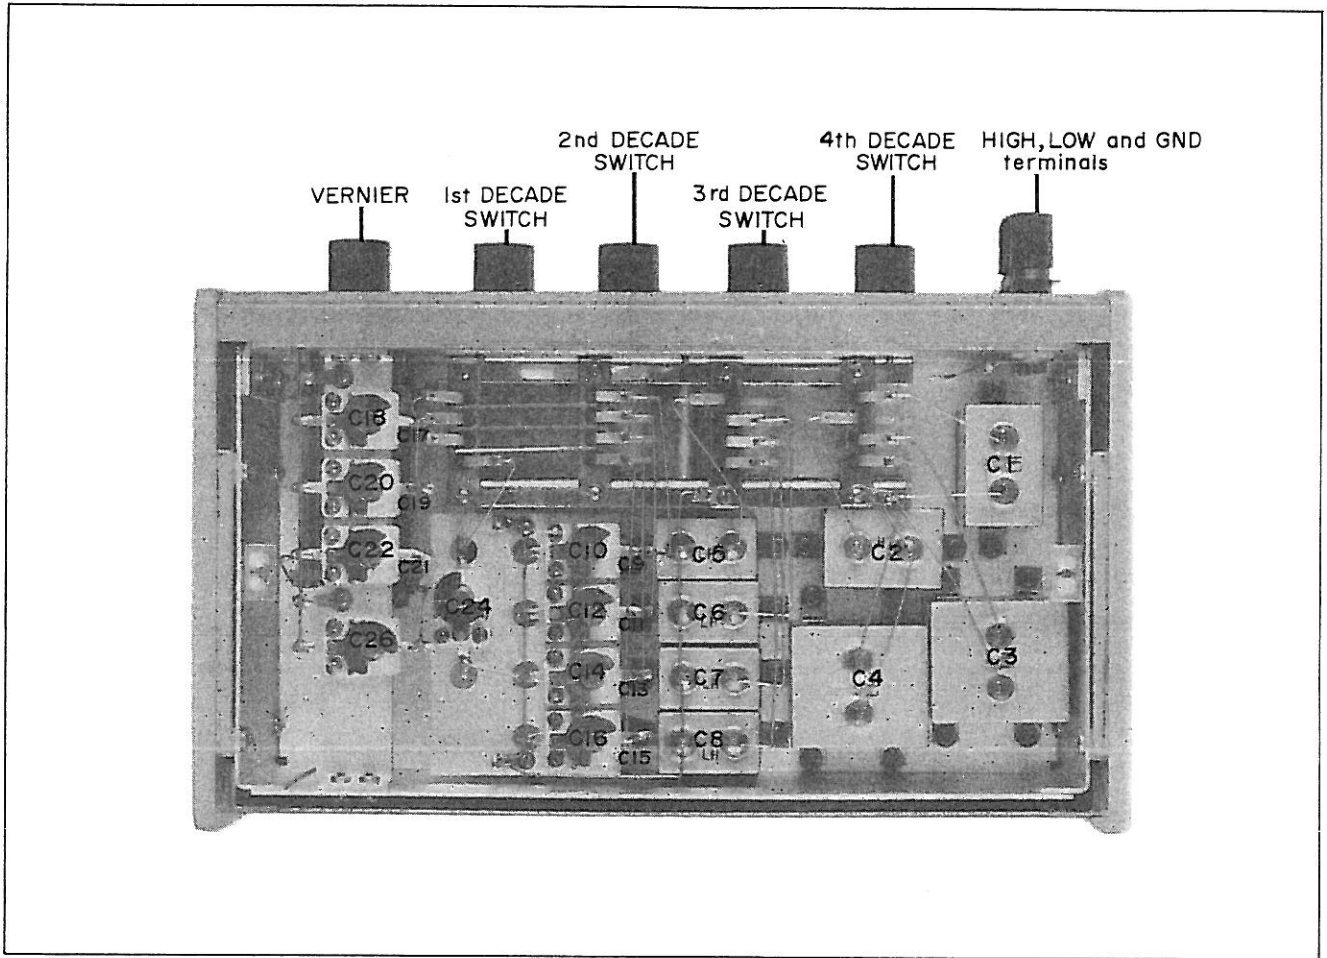 2nd DECADE
SWITCH
4th DECADE
SWITCH
HIGH, LOW and GND
terminals
VERNIER
1st DECADE
SWITCH
3rd DECADE
SWITCH
C18
C17
C1
C20
C19
C22
C21
C10
C9
C2
C24
C12
C11
C6
C26
C14
C13
C7
C4
C3
C16
C15
C8